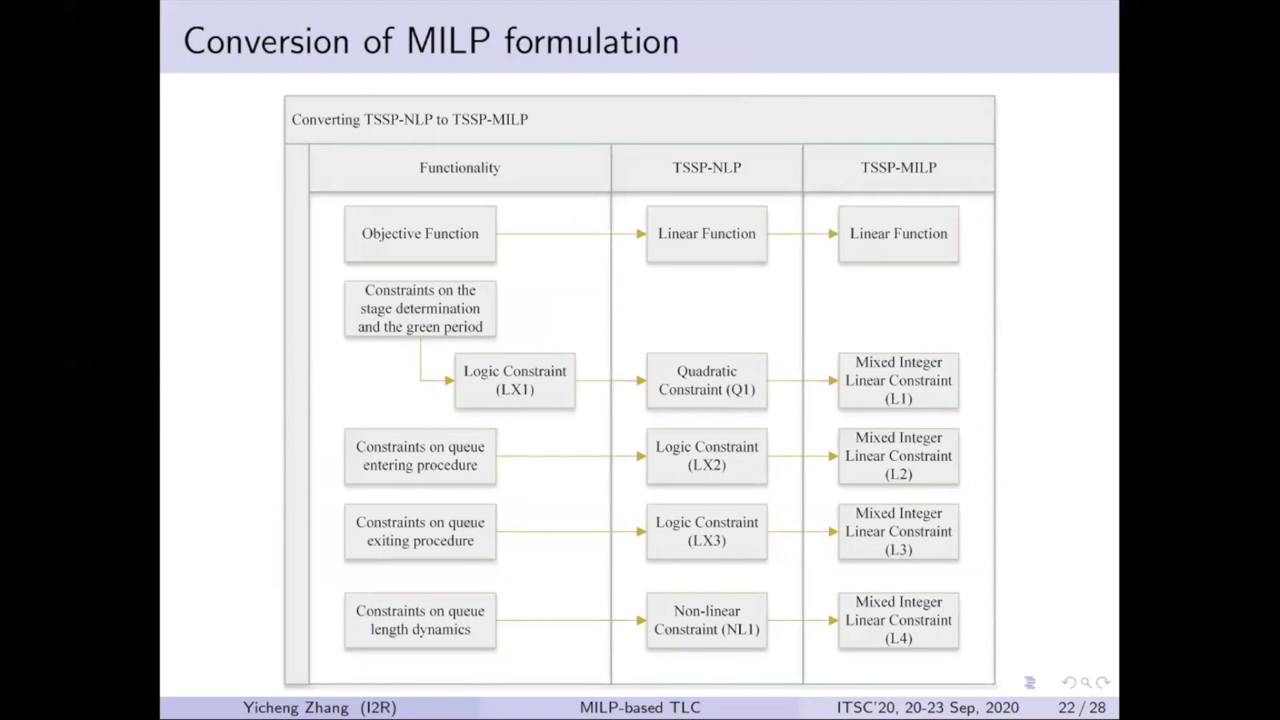 Conversion of MILP formulation
Converting TSSP-NLP to TSSP-MILP
Functionality
TSSP-NLP
TSSP-MILP
Objective Function
Linear Function
Linear Function
Constraints on the
stage determination
and the green period
Logic Constraint
(LX1)
Quadratic
Constraint (Q1)
Mixed Integer
Linear Constraint
(L1)
Constraints on queue
entering procedure
Logic Constraint
(LX2)
Mixed Integer
Linear Constraint
(L2)
Constraints on queue
exiting procedure
Logic Constraint
(LX3)
Mixed Integer
Linear Constraint
(L3)
Constraints on queue
length dynamics
Non-linear
Constraint (NL1)
Mixed Integer
Linear Constraint
(L4)
Yicheng Zhang (I2R)
MILP-based TLC
ITSC'20, 20-23 Sep, 2020
22 / 28